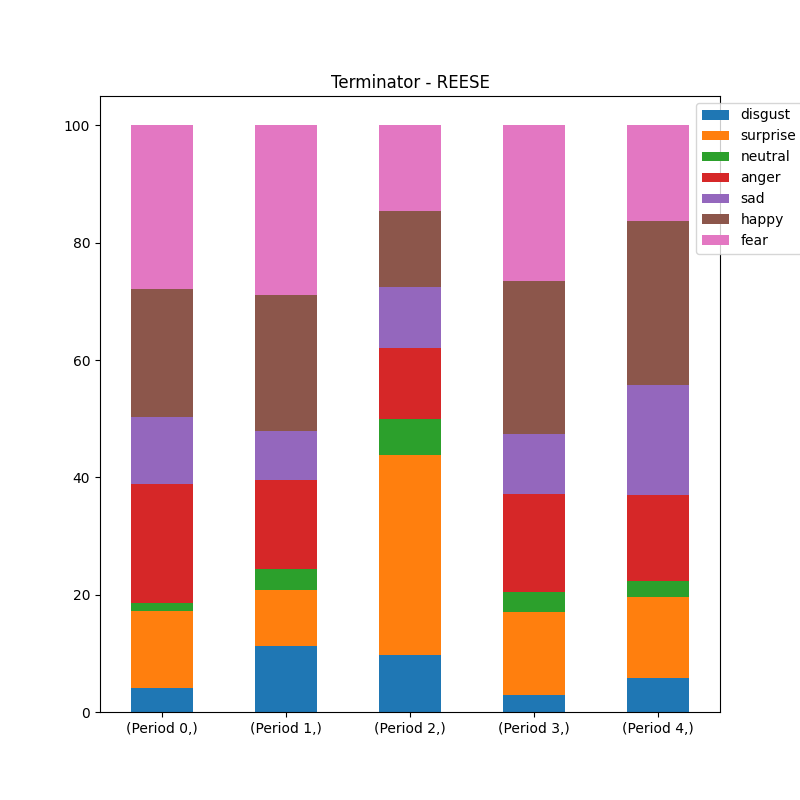 Terminator - REESE
100
80
60
40
20
0
disgust
surprise
neutral
anger
sad
happy
fear
(Period 0,) (Period 1,) (Period 2,) (Period 3,) (Period 4,)